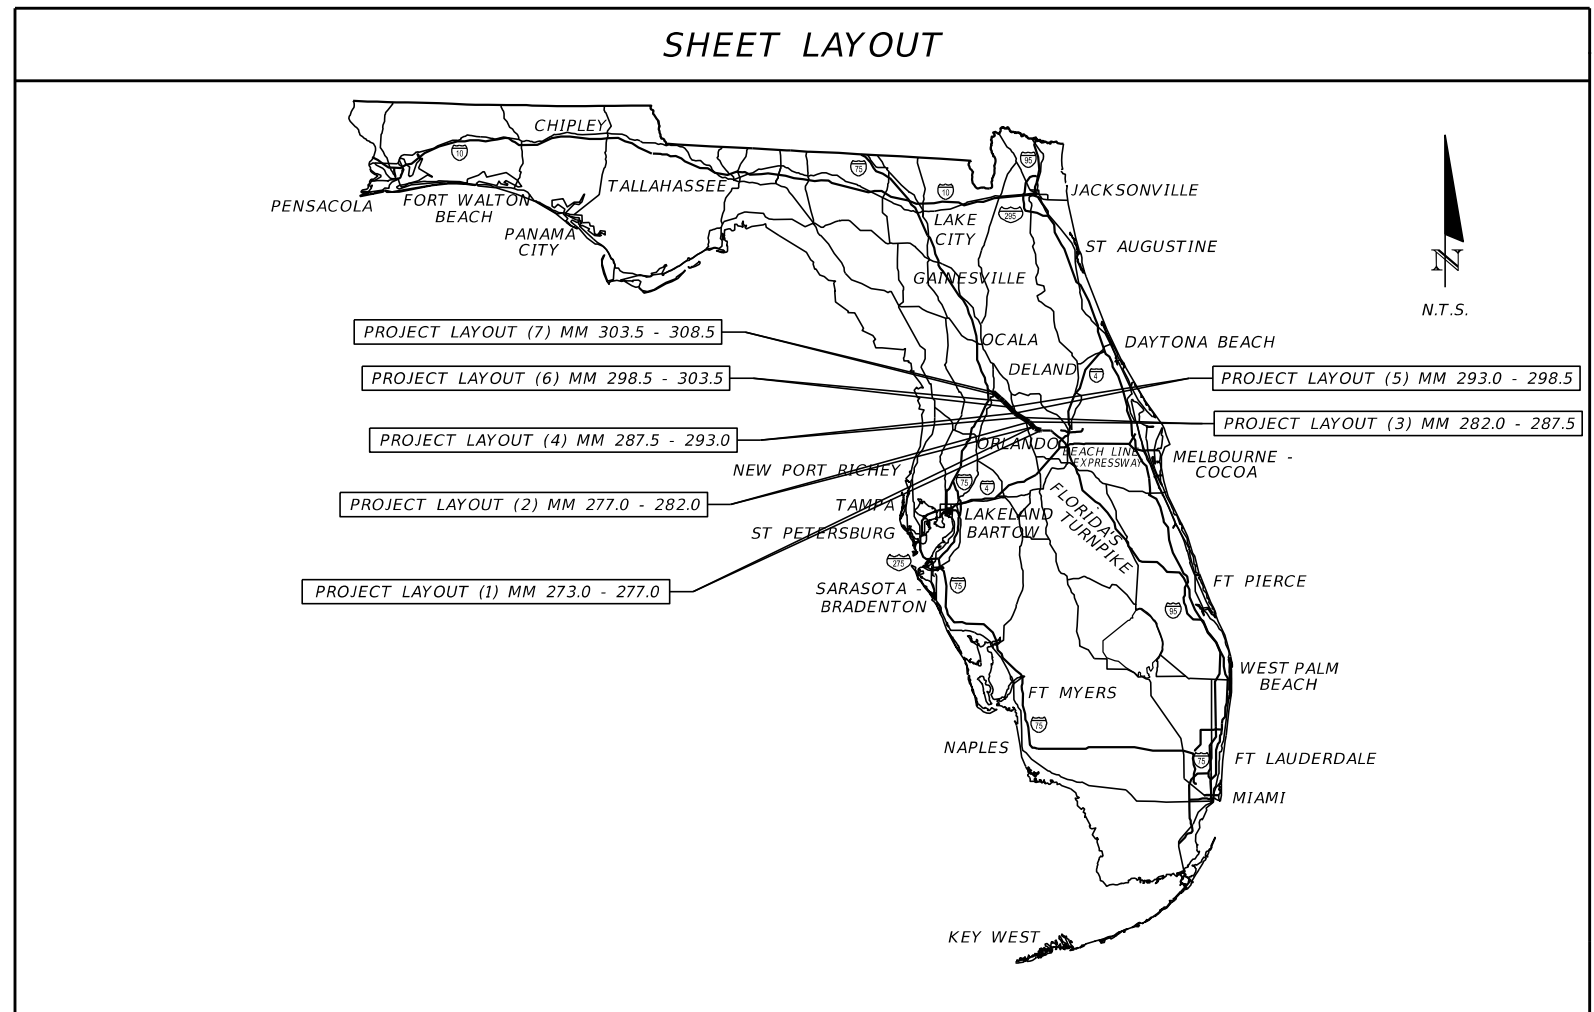 SHEET LAYOUT
CHIPLEY
10
75
95
TALLAHASSEE
10
JACKSONVILLE
PENSACOLA
FORT WALTON
BEACH
295
LAKE
CITY
PANAMA
CITY
ST AUGUSTINE
N
GAINESVILLE
N.T.S.
PROJECT LAYOUT (7) MM 303.5 - 308.5
OCALA
DAYTONA BEACH
DELAND
4
PROJECT LAYOUT (6) MM 298.5 - 303.5
PROJECT LAYOUT (5) MM 293.0 - 298.5
PROJECT LAYOUT (3) MM 282.0 - 287.5
PROJECT LAYOUT (4) MM 287.5 - 293.0
ORLANDO
BEACH LINE
EXPRESSWAY
MELBOURNE -
COCOA
NEW PORT RICHEY
75
4
PROJECT LAYOUT (2) MM 277.0 - 282.0
TAMPA
LAKELAND
BARTOW
FLORIDA'S
TURNPIKE
ST PETERSBURG
275
PROJECT LAYOUT (1) MM 273.0 - 277.0
SARASOTA -
BRADENTON
75
FT PIERCE
95
WEST PALM
BEACH
FT MYERS
75
NAPLES
75
FT LAUDERDALE
MIAMI
KEY WEST